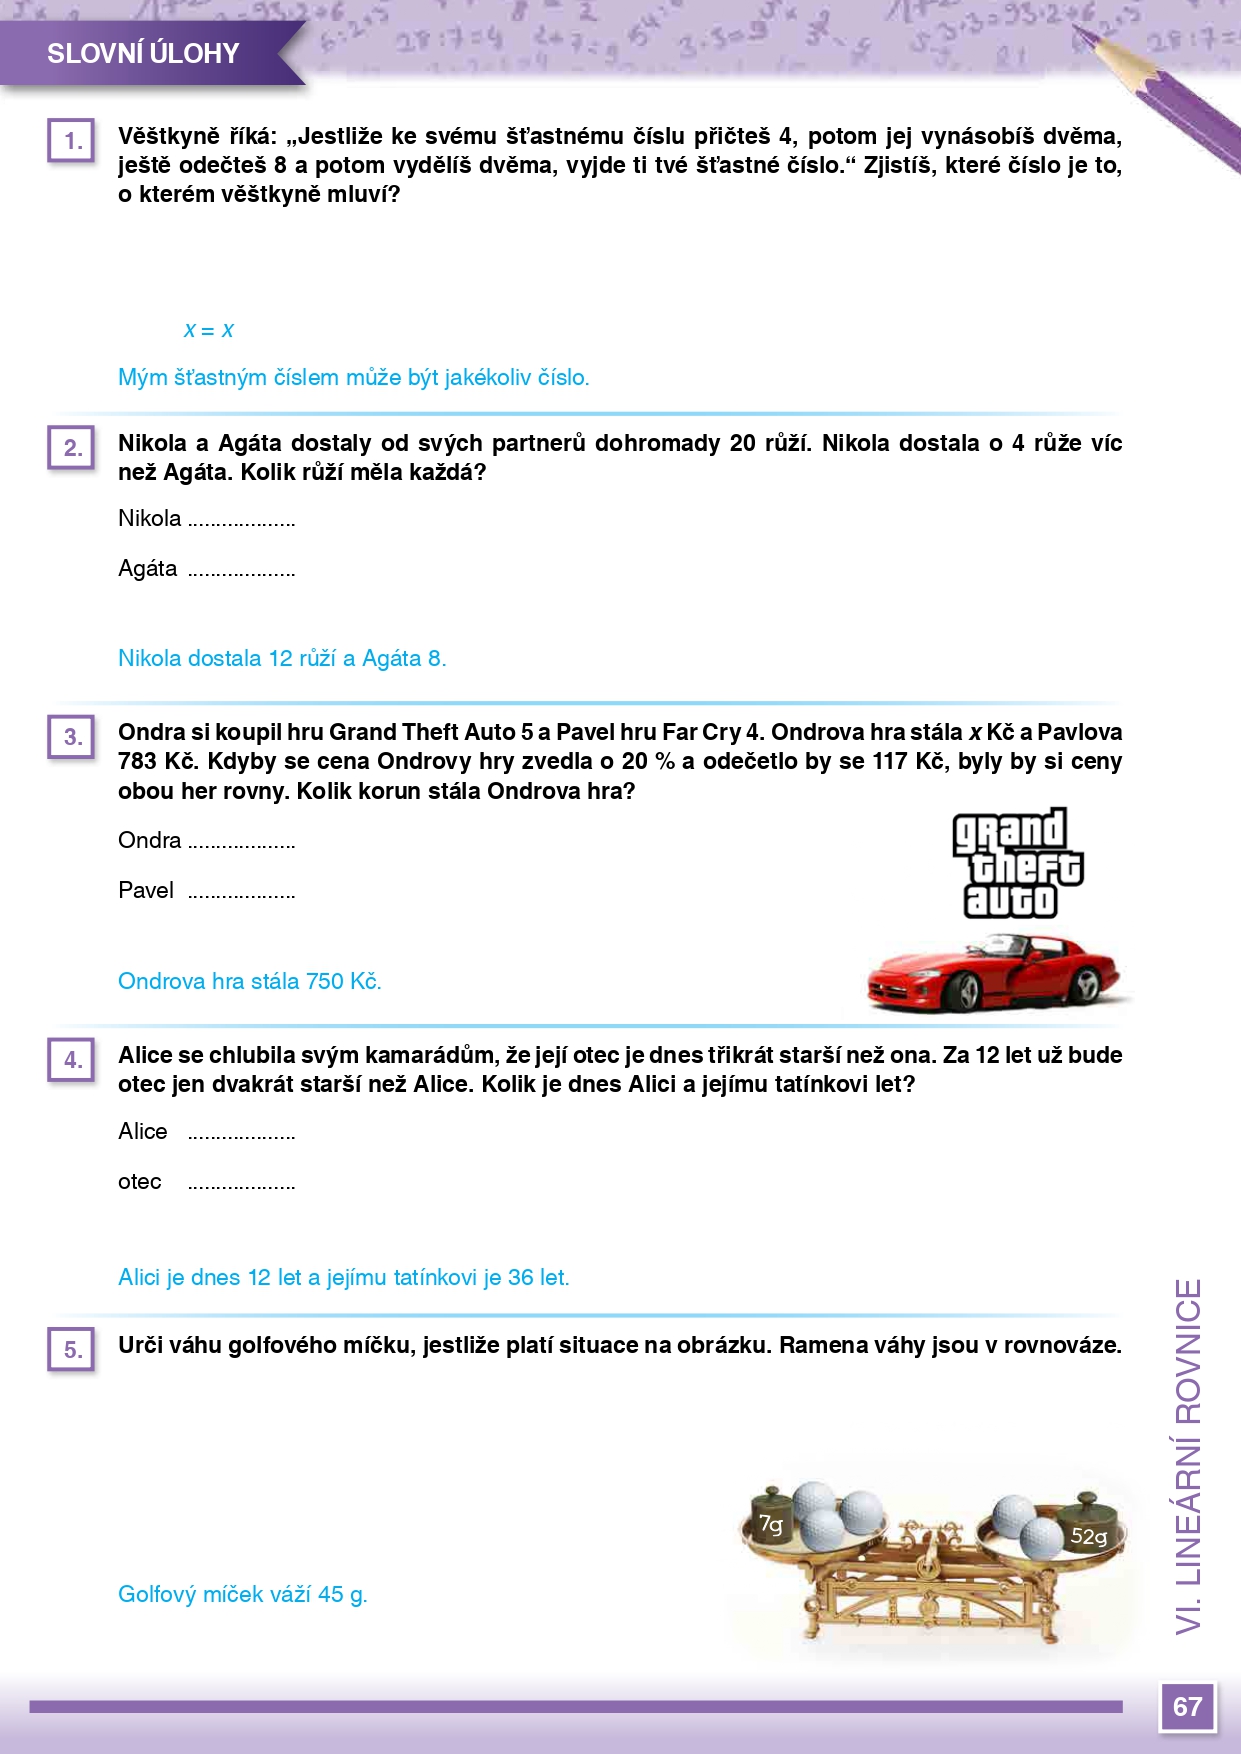 SLOVNÍ ÚLOHY
1. Věštkyně říká: „Jestliže ke svému šťastnému číslu přičteš 4, potom jej vynásobíš dvěma,
ještě odečteš 8 a potom vydělíš dvěma, vyjde ti tvé šťastné číslo.“ Zjistíš, které číslo je to,
o kterém věštkyně mluví?
x = x
Mým šťastným číslem může být jakékoliv číslo.
2. Nikola a Agáta dostaly od svých partnerů dohromady 20 růží. Nikola dostala o 4 růže víc
než Agáta. Kolik růží měla každá?
Nikola ...................
Agáta ...................
Nikola dostala 12 růží a Agáta 8.
3. Ondra si koupil hru Grand Theft Auto 5 a Pavel hru Far Cry 4. Ondrova hra stála x Kč a Pavlova
783 Kč. Kdyby se cena Ondrovy hry zvedla o 20 % a odečetlo by se 117 Kč, byly by si ceny
obou her rovny. Kolik korun stála Ondrova hra?
Ondra ...................
Pavel ...................
grand
theft
auto
Ondrova hra stála 750 Kč.
4. Alice se chlubila svým kamarádům, že její otec je dnes třikrát starší než ona. Za 12 let už bude
otec jen dvakrát starší než Alice. Kolik je dnes Alici a jejímu tatínkovi let?
Alice ...................
otec ...................
Alici je dnes 12 let a jejímu tatínkovi je 36 let.
5. Urči váhu golfového míčku, jestliže platí situace na obrázku. Ramena váhy jsou v rovnováze.
7g
52g
Golfový míček váží 45 g.
VI. LINEÁRNÍ ROVNICE
67